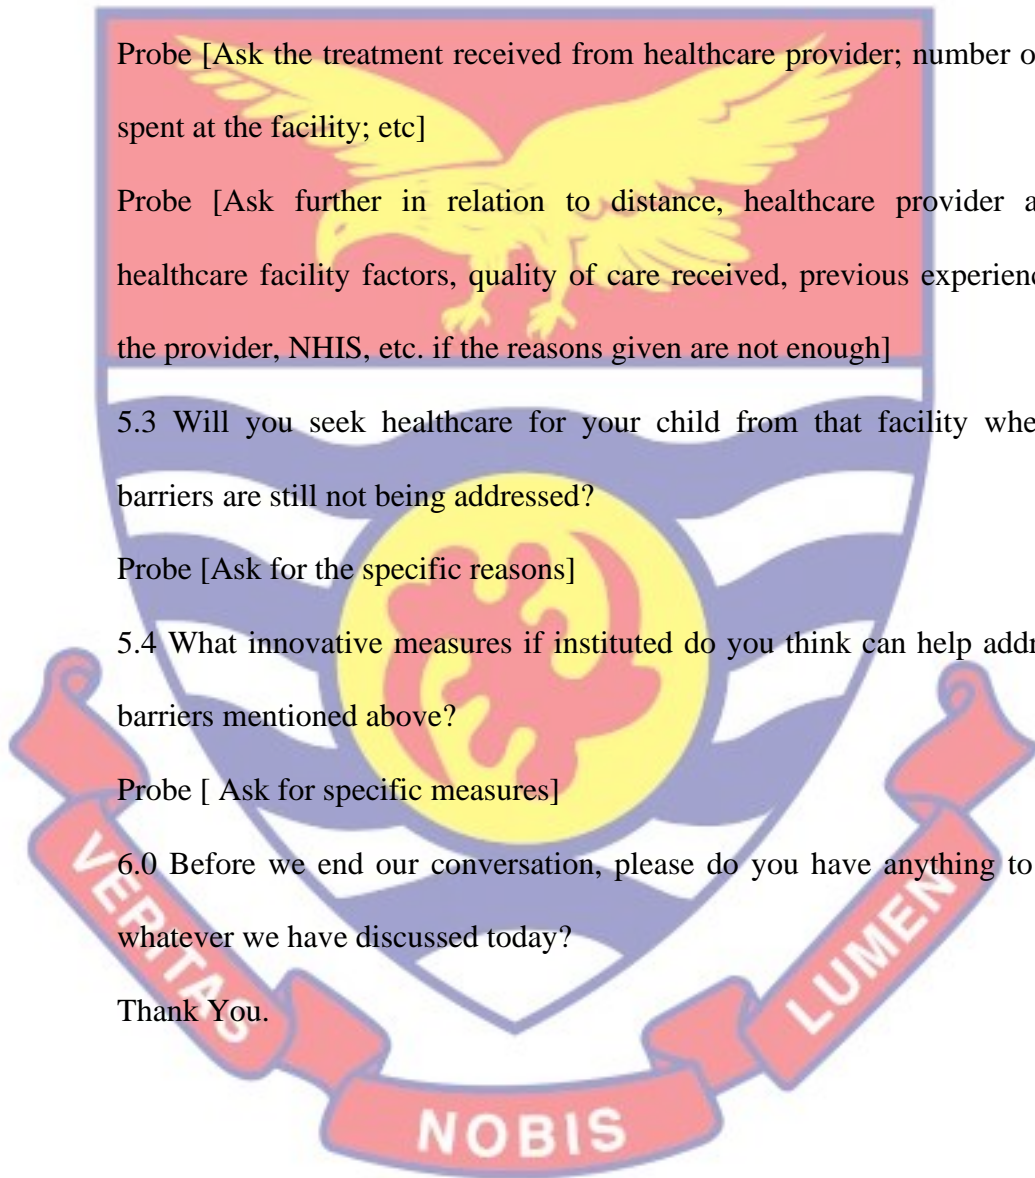 Probe [Ask the treatment received from healthcare provider; number o
spent at the facility; etc]
Probe [Ask further in relation to distance, healthcare provider a
healthcare facility factors, quality of care received, previous experienc
the provider, NHIS, etc. if the reasons given are not enough]
5.3 Will you seek healthcare for your child from that facility whe
barriers are still not being addressed?
Probe [Ask for the specific reasons]
5.4 What innovative measures if instituted do you think can help addr
barriers mentioned above?
Probe [ Ask for specific measures]
6.0 Before we end our conversation, please do you have anything to
whatever we have discussed today?
Thank You.
VERITAS
NOBIS
LUMEN